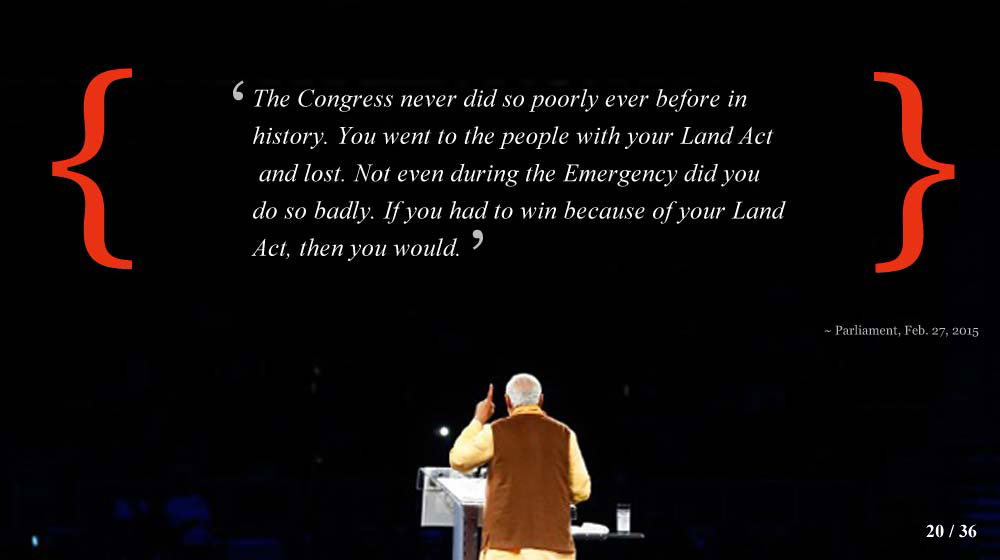 ‘ The Congress never did so poorly ever before in
history. You went to the people with your Land Act
and lost. Not even during the Emergency did you
do so badly. If you had to win because of your Land
Act, then you would. ’
~ Parliament, Feb. 27, 2015
20 / 36